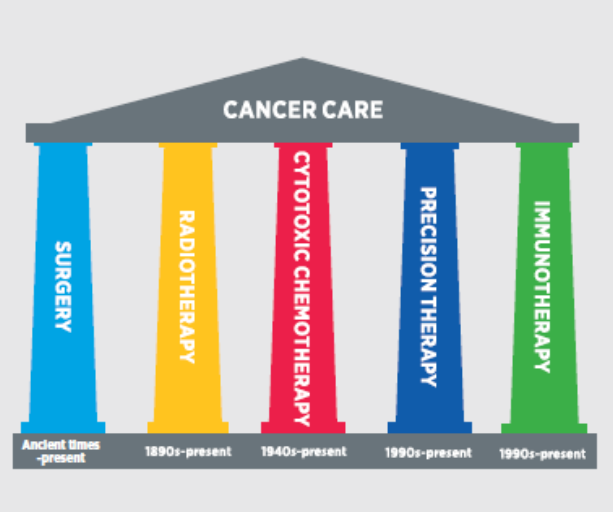 CANCER CARE
SURGERY
RADIOTHERAPY
CYTOTOXIC CHEMOTHERAPY
PRECISION THERAPY
IMMUNOTHERAPY
Ancient times
-present
1890s-present
1940s-present
1990s-present
1990s-present